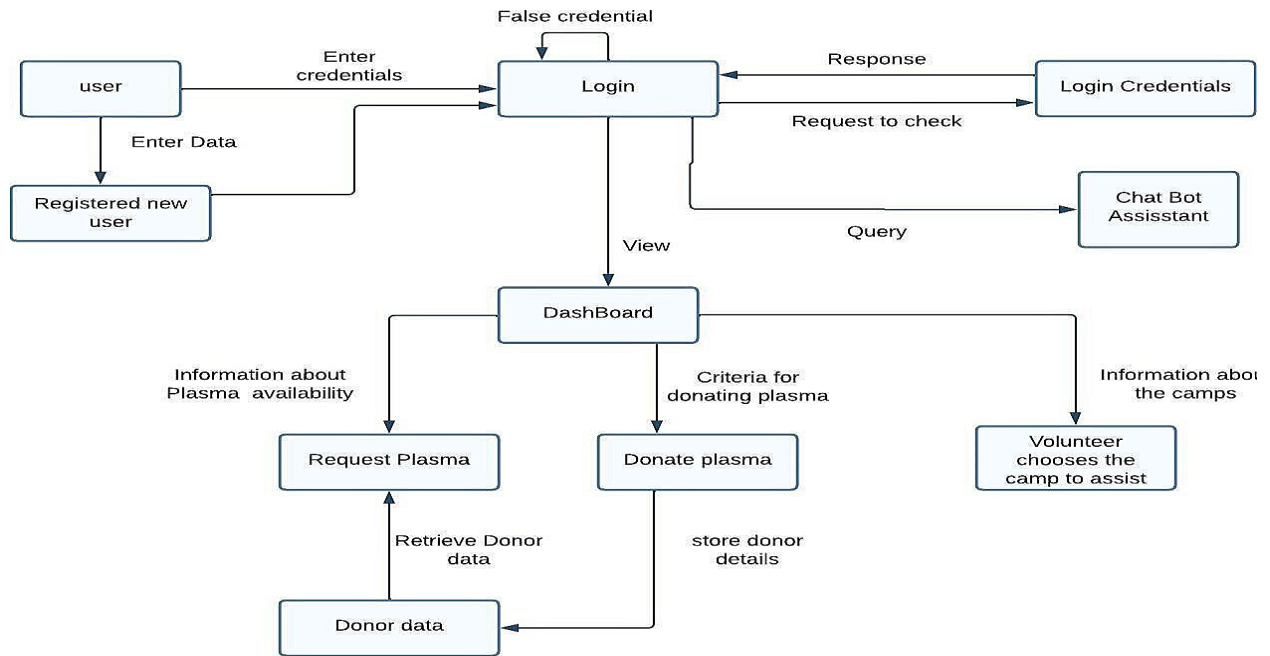 False credential
Enter
credentials
Response
user
Login
Login Credentials
Request to check
Enter Data
Registered new
user
Chat Bot
Assisstant
Query
View
DashBoard
Information about
Plasma availability
Criteria for
donating plasma
Information abou
the camps
Request Plasma
Donate plasma
Volunteer
chooses the
camp to assist
Retrieve Donor
data
store donor
details
Donor data